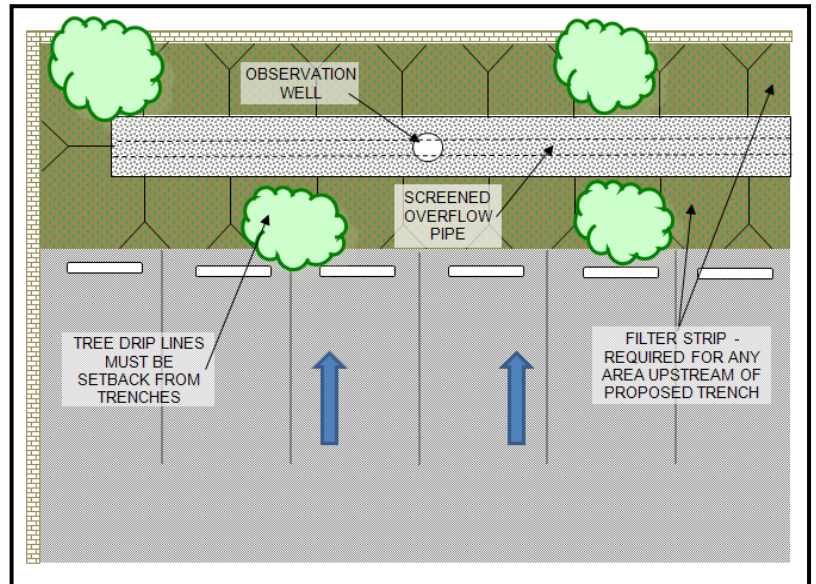 OBSERVATION
WELL
SCREENED
OVERFLOW
PIPE
TREE DRIP LINES
MUST BE
SETBACK FROM
TRENCHES
FILTER STRIP -
REQUIRED FOR ANY
AREA UPSTREAM OF
PROPOSED TRENCH